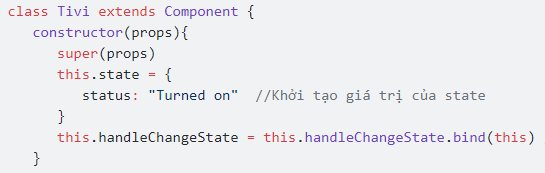 class Tivi extends Component {
constructor(props){
super(props)
this.state = {
status: "Turned on" //Khởi tạo giá trị của state
}
this.handleChangeState = this.handleChangeState.bind(this)
}